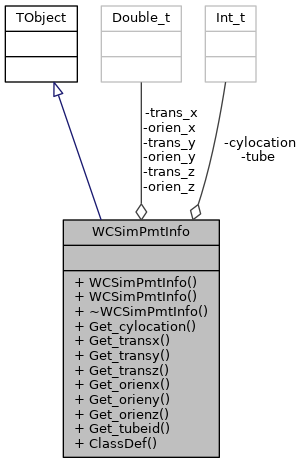 TObject
Double_t
Int_t
-trans_x
-orien_x
-trans_y
-orien_y
-trans_z
-orien_z
-cylocation
-tube
WCSimPmtInfo
+ WCSimPmtInfo()
+ WCSimPmtInfo()
+ ~WCSimPmtInfo()
+ Get_cylocation()
+ Get_transx()
+ Get_transy()
+ Get_transz()
+ Get_orienx()
+ Get_orieny()
+ Get_orienz()
+ Get_tubeid()
+ ClassDef()